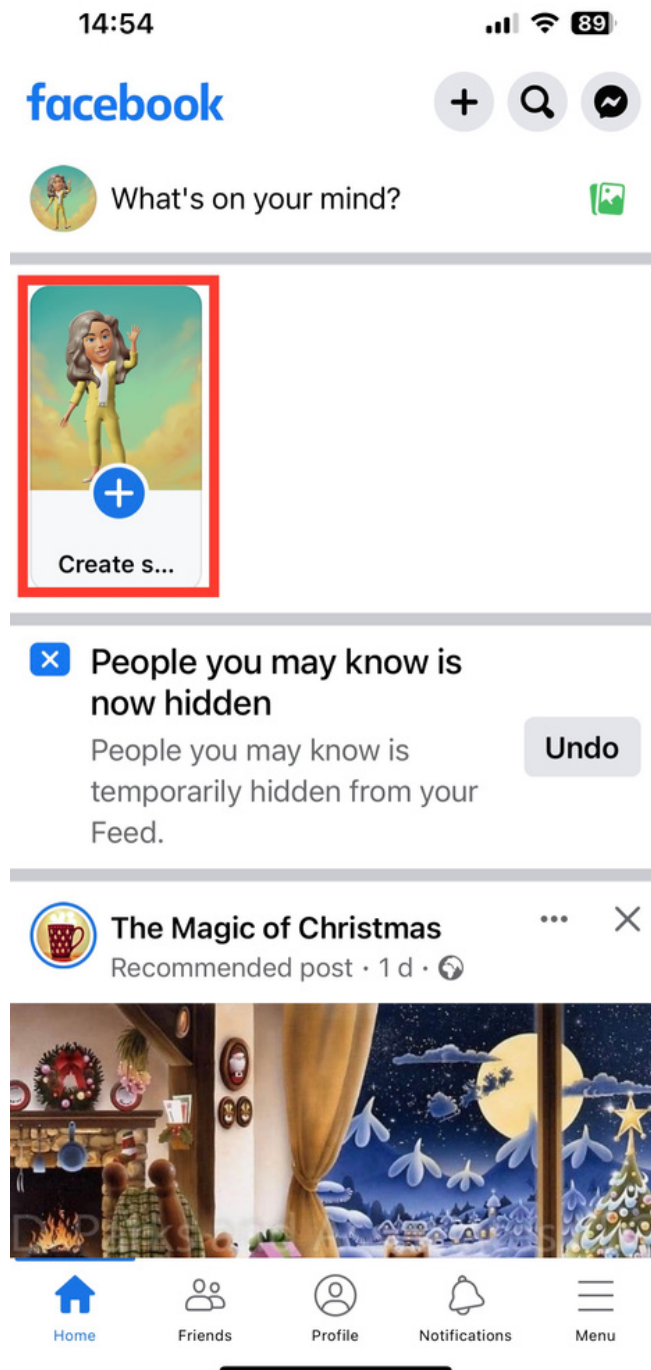 14:54
89
facebook
What's on your mind?
Create s...
People you may know is
now hidden
People you may know is
temporarily hidden from your
Feed.
Undo
The Magic of Christmas
Recommended post · 1 d ·
Home
Friends
Profile
Notifications
Menu